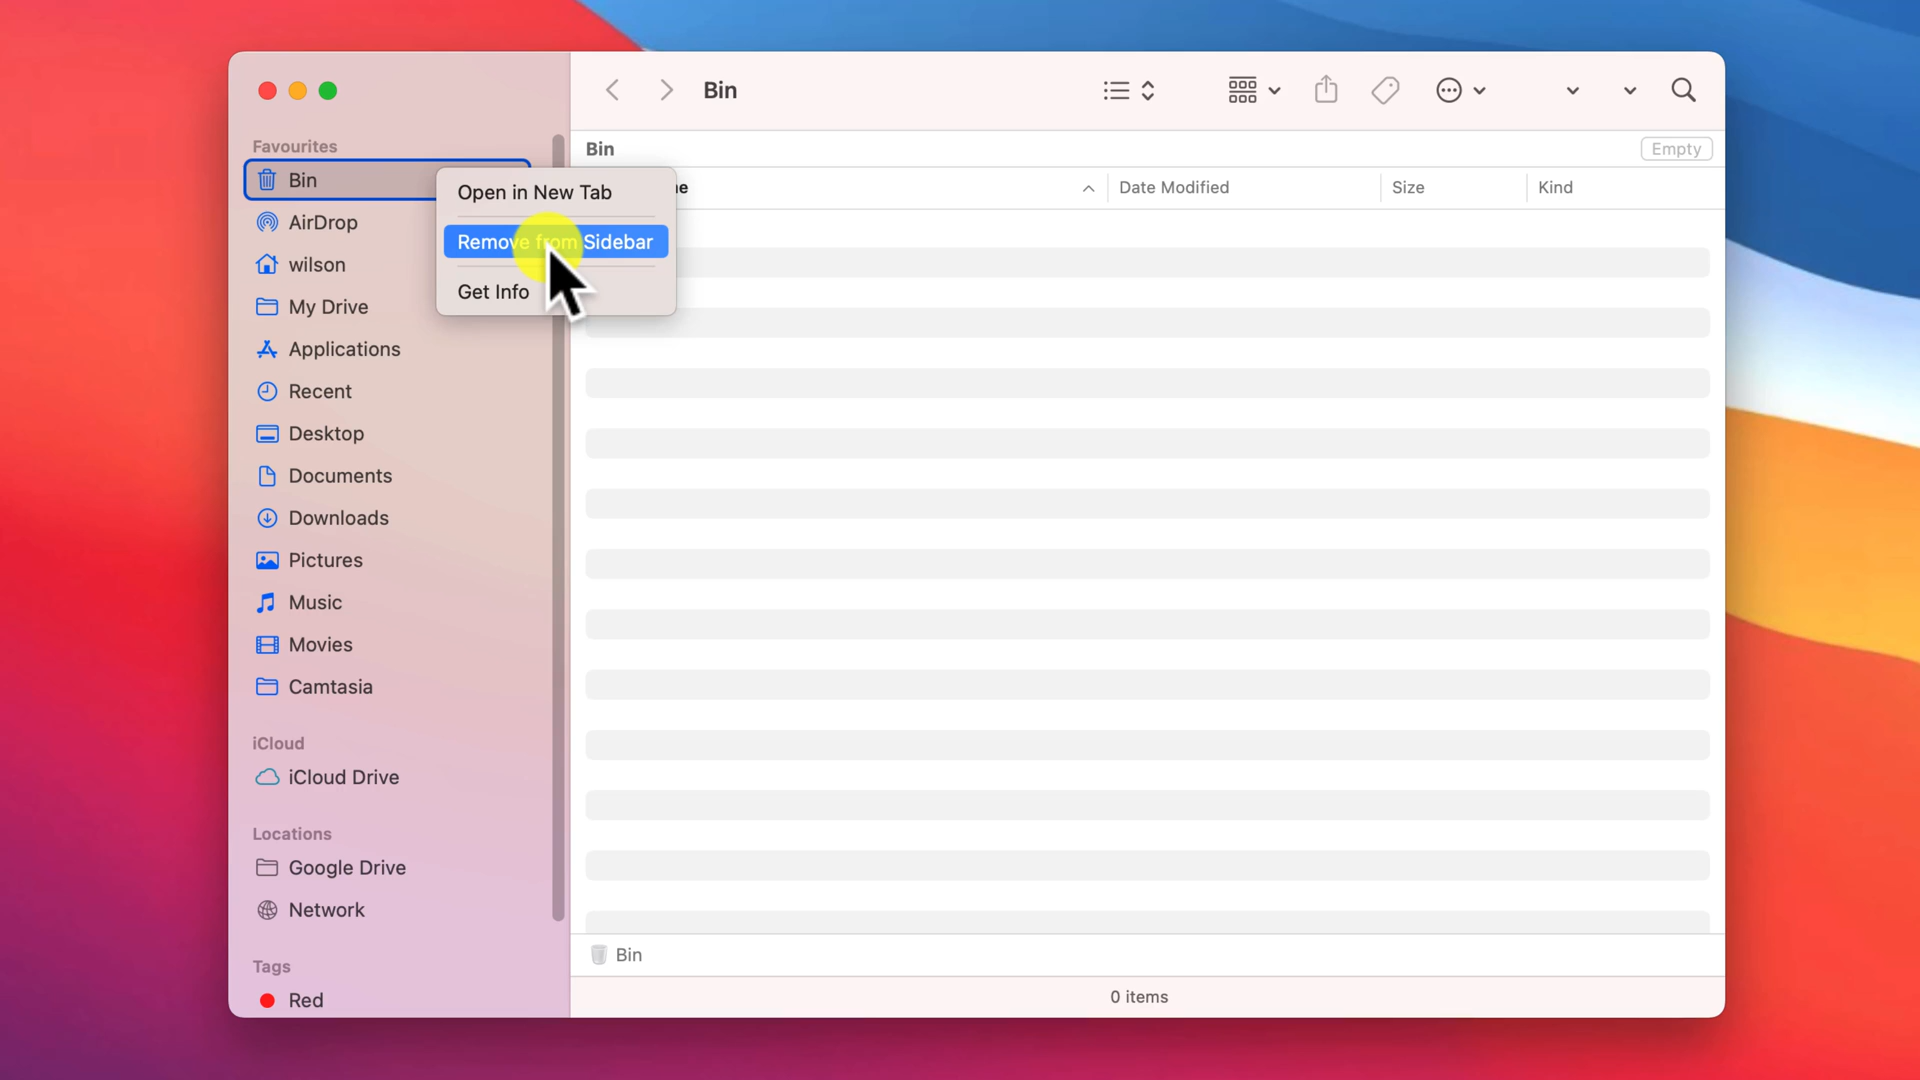 Favourites
Bin
AirDrop
wilson
My Drive
Applications
Recent
Desktop
Documents
Downloads
Pictures
Music
Movies
Camtasia
iCloud
iCloud Drive
Locations
Google Drive
Network
Tags
Red
Open in New Tab
Remove from Sidebar
Get Info
Bin
Bin
Empty
Date Modified
Size
Kind
Bin
0 items